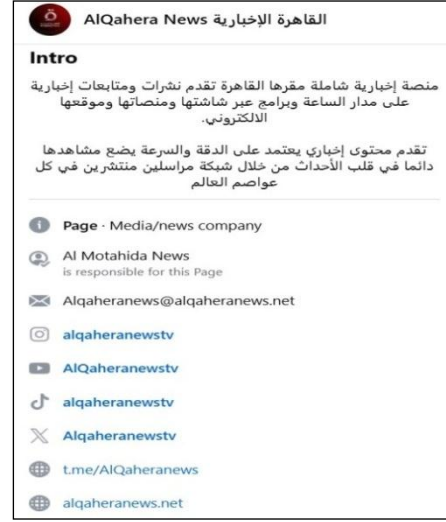 القاهرة الإخبارية AlQahera News
Intro
منصة إخبارية شاملة مقرها القاهرة تقدم نشرات ومتابعات إخبارية
على مدار الساعة وبرامج عبر شاشتها ومنصاتها وموقعها
الالكتروني.
تقدم محتوى إخباري يعتمد على الدقة والسرعة يضع مشاهدها
دائما في قلب الأحداث من خلال شبكة مراسلين منتشرين في كل
عواصم العالم
Page · Media/news company
Al Motahida News
is responsible for this Page
Alqaheranews@alqaheranews.net
alqaheranewstv
AlQaheranewstv
alqaheranewstv
Alqaheranewstv
t.me/AlQaheranews
alqaheranews.net